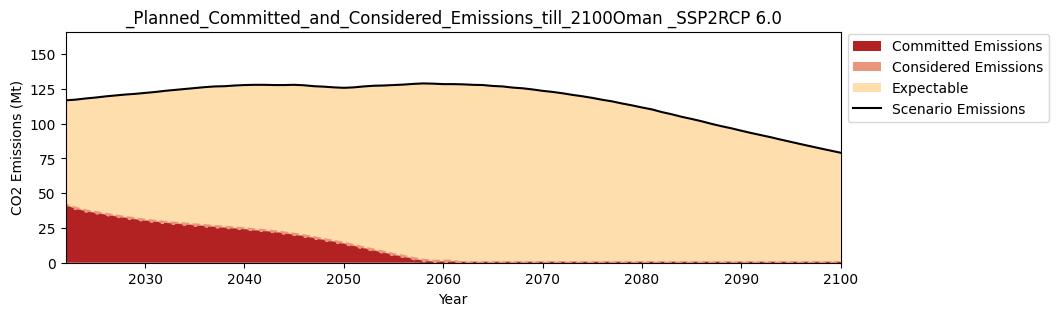 _Planned_Committed_and_Considered_Emissions_till_2100Oman _SSP2RCP 6.0
CO2 Emissions (Mt)
150
125
100
75
50
25
0
2030 2040 2050 2060 2070 2080 2090 2100
Year
Committed Emissions
Considered Emissions
Expectable
Scenario Emissions